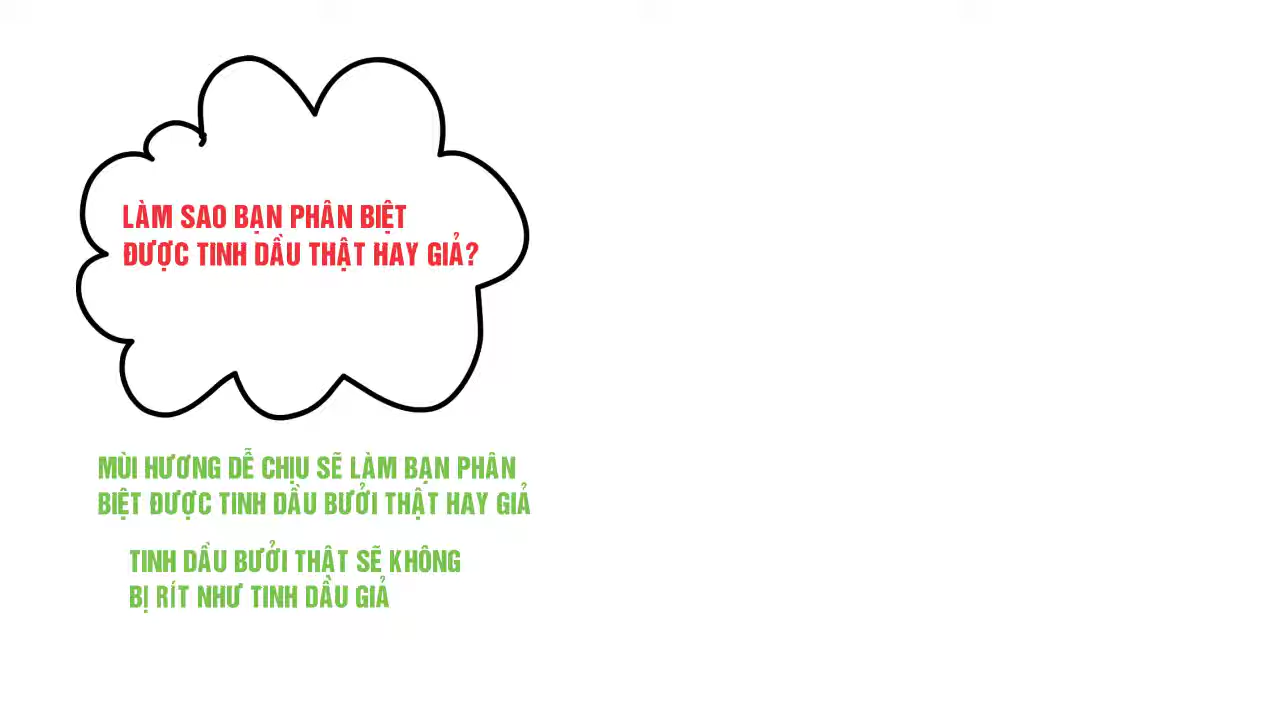 LÀM SAO BẠN PHÂN BIỆT
ĐƯỢC TINH DẦU THẬT HAY GIẢ?
MÙI HƯƠNG DỄ CHỊU SẼ LÀM BẠN PHÂN
BIỆT ĐƯỢC TINH DẦU BƯỞI THẬT HAY GIẢ
TINH DẦU BƯỞI THẬT SẼ KHÔNG
BỊ RÍT NHƯ TINH DẦU GIẢ